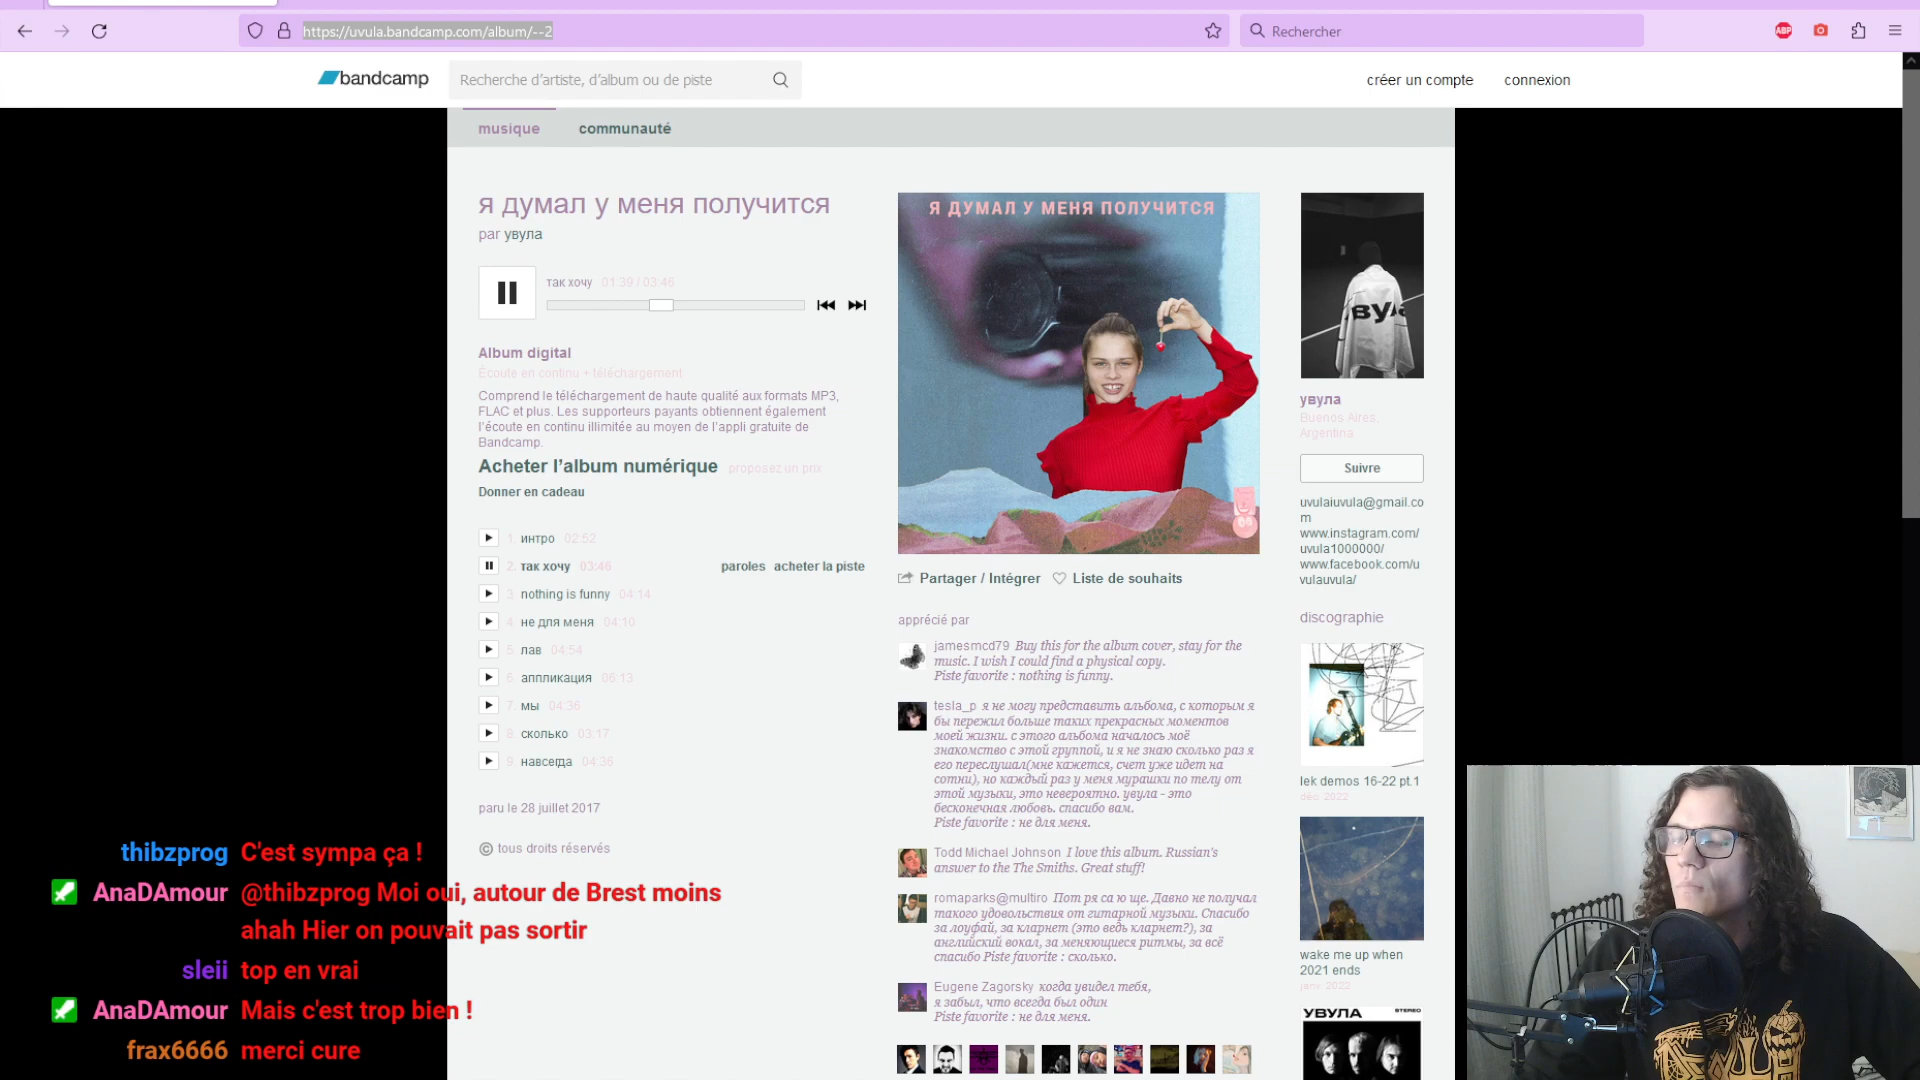 https://uvula.bandcamp.com/album/--2
Rechercher
ABP
bandcamp
Recherche d'artiste, d'album ou de piste
créer un compte
connexion
musique
communauté
я думал у меня получится
par увула
так хочу 01:39 / 03:46
Album digital
Écoute en continu + téléchargement
Comprend le téléchargement de haute qualité aux formats MP3,
FLAC et plus. Les supporteurs payants obtiennent également
l'écoute en continu illimitée au moyen de l'appli gratuite de
Bandcamp.
Acheter l'album numérique proposez un prix
Donner en cadeau
1. интро 02:52
2. так хочу 03:46 paroles acheter la piste
3. nothing is funny 04:14
4. не для меня 04:10
5. лав 04:54
6. аппликация 06:13
7. мы 04:36
8. сколько 03:17
9. навсегда 04:36
paru le 28 juillet 2017
© tous droits réservés
Я ДУМАЛ У МЕНЯ ПОЛУЧИТСЯ
Partager / Intégrer
Liste de souhaits
apprécié par
jamesmcd79 Buy this for the album cover, stay for the
music. I wish I could find a physical copy.
Piste favorite : nothing is funny.
tesla_p я не могу представить альбома, с которым я
бы пережил больше таких прекрасных моментов
моей жизни. с этого альбома началось моё
знакомство с этой группой, и я не знаю сколько раз я
его переслушал(мне кажется, счет уже идет на
сотни), но каждый раз у меня мурашки по телу от
этой музыки, это невероятно. увула - это
бесконечная любовь. спасибо вам.
Piste favorite : не для меня.
Todd Michael Johnson I love this album. Russian's
answer to the The Smiths. Great stuff!
romaparks@multiro Пот ря са ю ще. Давно не получал
такого удовольствия от гитарной музыки. Спасибо
за лоуфай, за кларнет (это ведь кларнет?), за
английский вокал, за меняющиеся ритмы, за всё
спасибо Piste favorite : сколько.
Eugene Zagorsky когда увидел тебя,
я забыл, что всегда был один
Piste favorite : не для меня.
увула
Buenos Aires,
Argentina
Suivre
uvulaiuvula@gmail.co
m
www.instagram.com/
uvula1000000/
www.facebook.com/u
vulauvula/
discographie
lek demos 16-22 pt.1
déc. 2022
wake me up when
2021 ends
janv. 2022
УВУЛА
STEREO
thibzprog C'est sympa ça !
AnaDAmour @thibzprog Moi oui, autour de Brest moins
ahah Hier on pouvait pas sortir
sleii top en vrai
AnaDAmour Mais c'est trop bien !
frax6666 merci cure